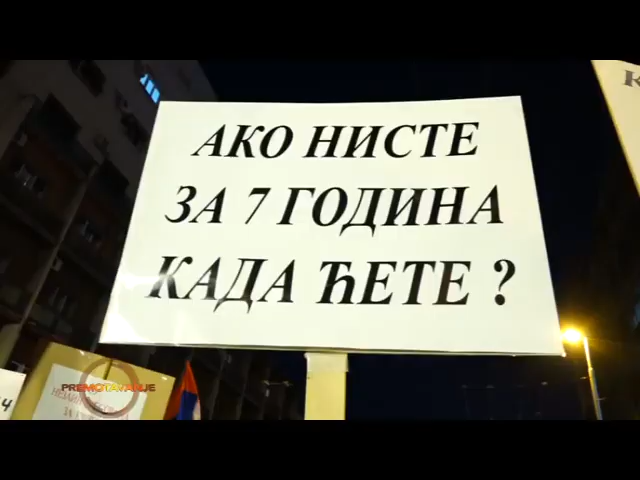 АКО НИСТЕ
ЗА 7 ГОДИНА
КАДА ЋЕТЕ ?
PREMOTAVANJE